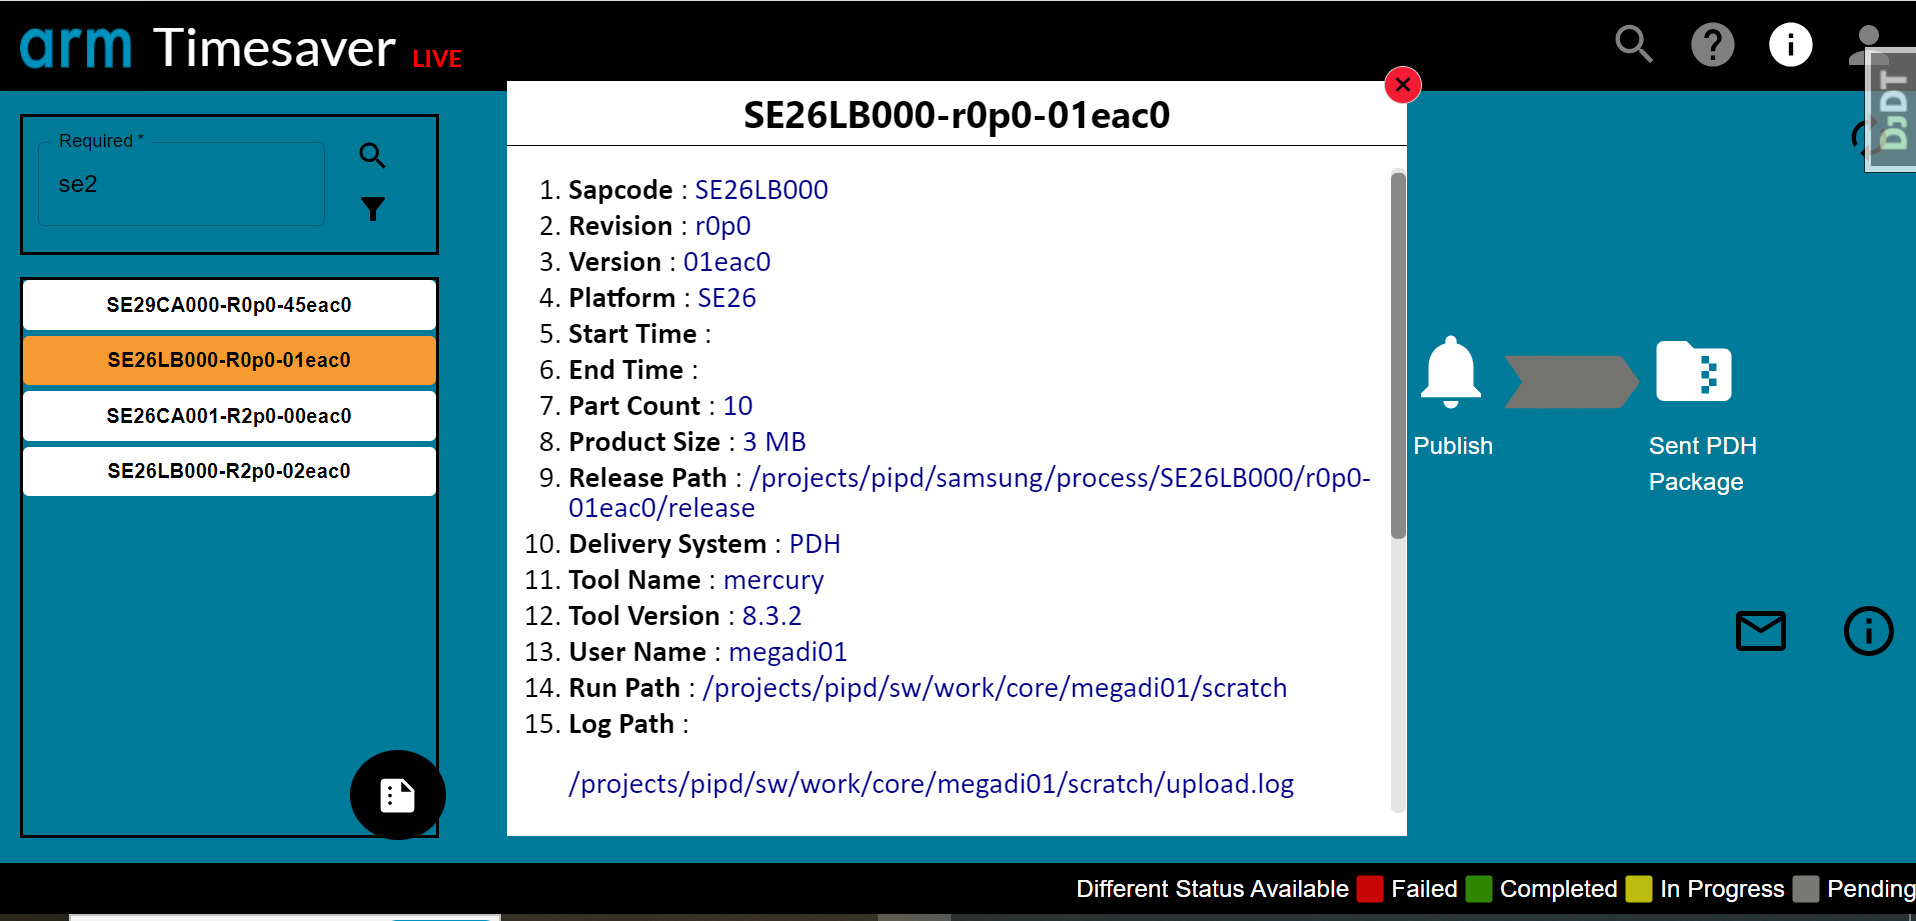 arm Timesaver LIVE
DJDT
Required *
se2
SE29CA000-R0p0-45eac0
SE26LB000-R0p0-01eac0
SE26CA001-R2p0-00eac0
SE26LB000-R2p0-02eac0
SE26LB000-r0p0-01eac0
1. Sapcode : SE26LB000
2. Revision : r0p0
3. Version : 01eac0
4. Platform : SE26
5. Start Time :
6. End Time :
7. Part Count : 10
8. Product Size : 3 MB
9. Release Path : /projects/pipd/samsung/process/SE26LB000/r0p0-
01eac0/release
10. Delivery System : PDH
11. Tool Name : mercury
12. Tool Version : 8.3.2
13. User Name : megadi01
14. Run Path : /projects/pipd/sw/work/core/megadi01/scratch
15. Log Path :
/projects/pipd/sw/work/core/megadi01/scratch/upload.log
Publish
Sent PDH
Package
Different Status Available Failed Completed In Progress Pending